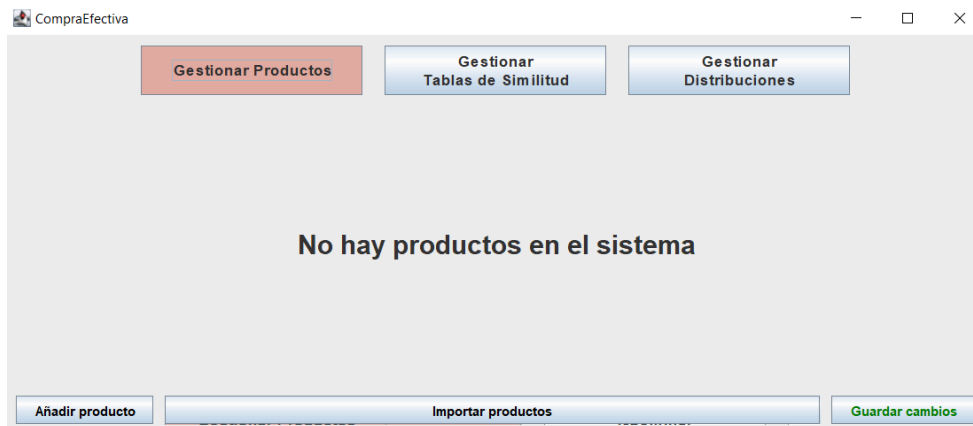 CompraEfectiva
Gestionar Productos
Gestionar
Tablas de Similitud
Gestionar
Distribuciones
No hay productos en el sistema
Añadir producto
Importar productos
Guardar cambios